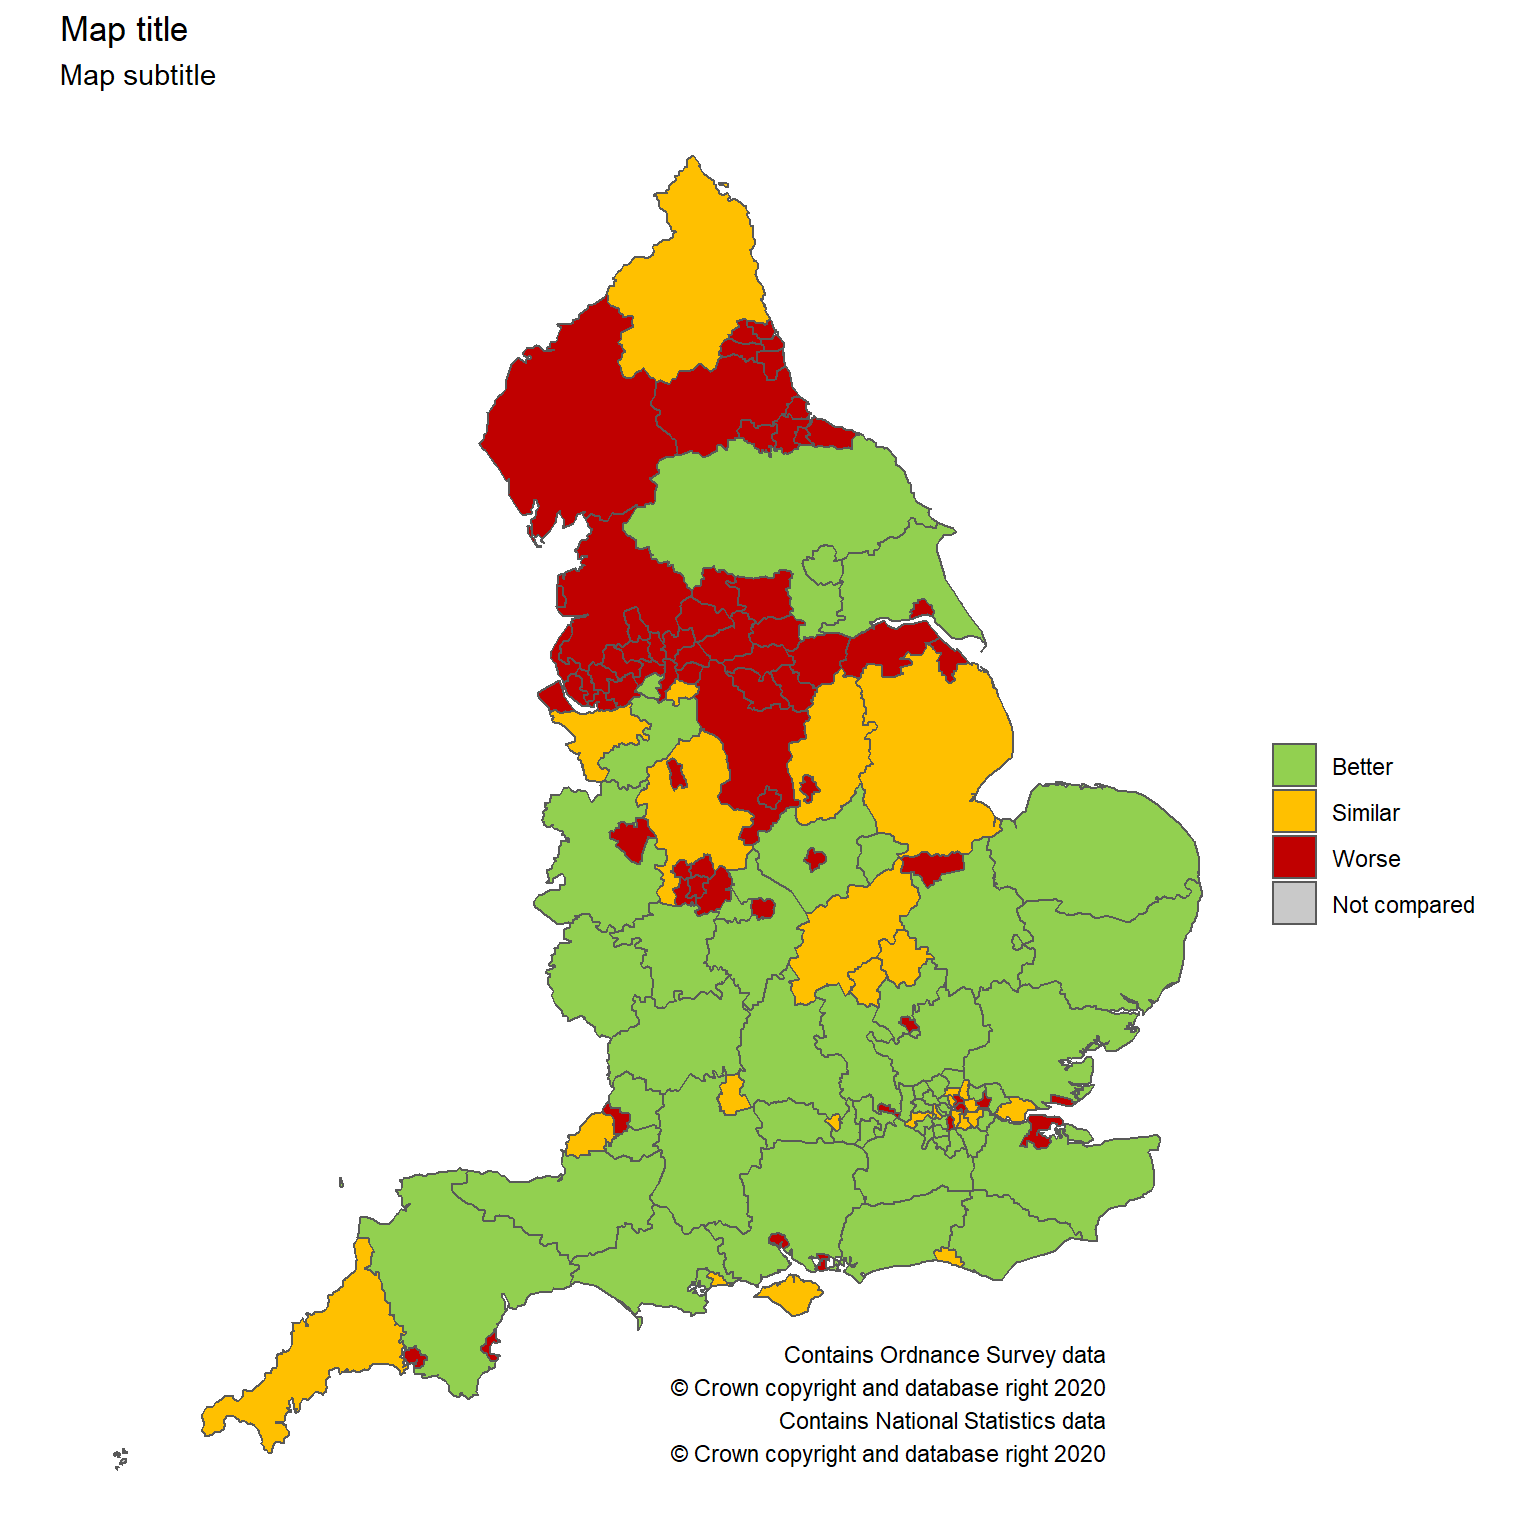 Map title
Map subtitle
Better
Similar
Worse
Not compared
Contains Ordnance Survey data
© Crown copyright and database right 2020
Contains National Statistics data
© Crown copyright and database right 2020